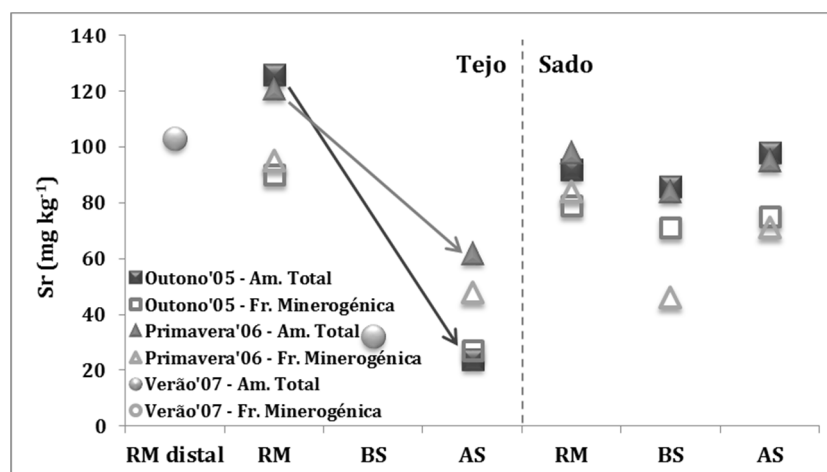 140
120
100
80
60
40
20
0
Sr (mg kg-1)
Tejo
Sado
Outono'05 - Am. Total
Outono'05 - Fr. Minerogénica
Primavera'06 - Am. Total
Primavera'06 - Fr. Minerogénica
Verão'07 - Am. Total
Verão'07 - Fr. Minerogénica
RM distal RM BS AS RM BS AS